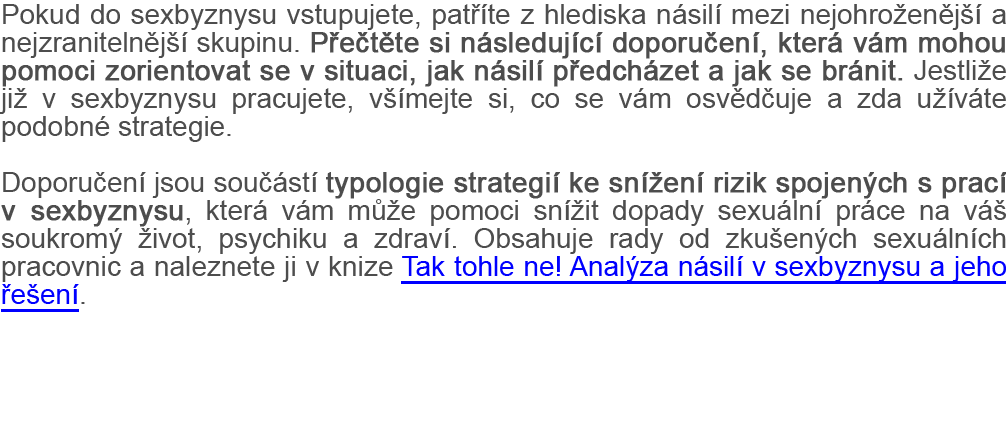 Pokud do sexbyznysu vstupujete, patříte z hlediska násilí mezi nejohroženější a
nejzranitelnější skupinu. Přečtěte si následující doporučení, která vám mohou
pomoci zorientovat se v situaci, jak násilí předcházet a jak se bránit. Jestliže
již v sexbyznysu pracujete, všímejte si, co se vám osvědčuje a zda užíváte
podobné strategie.
Doporučení jsou součástí typologie strategií ke snížení rizik spojených s prací
v sexbyznysu, která vám může pomoci snížit dopady sexuální práce na váš
soukromý život, psychiku a zdraví. Obsahuje rady od zkušených sexuálních
pracovnic a naleznete ji v knize Tak tohle ne! Analýza násilí v sexbyznysu a jeho
řešení.